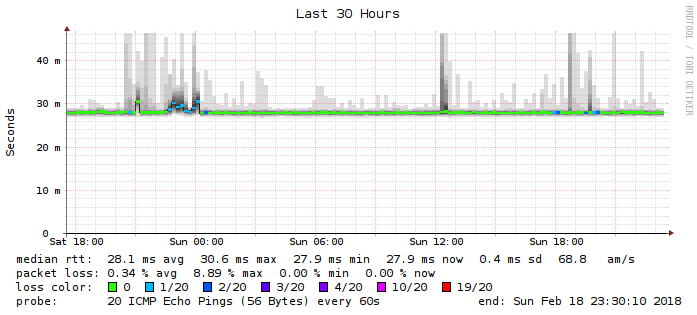 Last 30 Hours
RRDTOOL / TOBI OETIKER
Seconds
40 m
30 m
20 m
10 m
0
Sat 18:00 Sun 00:00 Sun 06:00 Sun 12:00 Sun 18:00
median rtt: 28.1 ms avg 30.6 ms max 27.9 ms min 27.9 ms now 0.4 ms sd 68.8 am/s
packet loss: 0.34 % avg 8.89 % max 0.00 % min 0.00 % now
loss color: 0 1/20 2/20 3/20 4/20 10/20 19/20
probe: 20 ICMP Echo Pings (56 Bytes) every 60s end: Sun Feb 18 23:30:10 2018